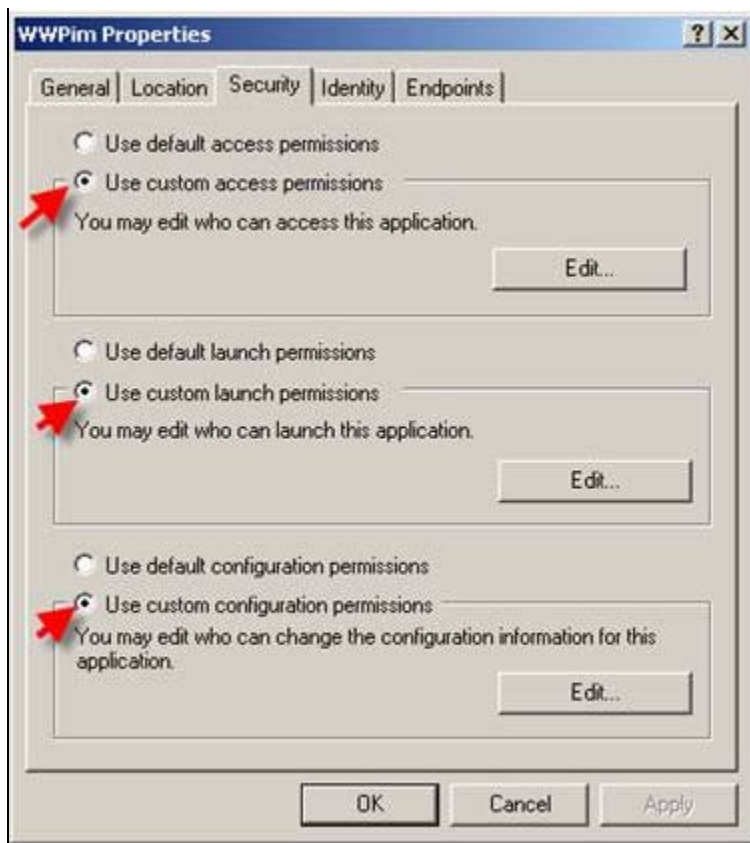 WWPim Properties
General Location Security Identity Endpoints
Use default access permissions
Use custom access permissions
You may edit who can access this application.
Edit...
Use default launch permissions
Use custom launch permissions
You may edit who can launch this application.
Edit...
Use default configuration permissions
Use custom configuration permissions
You may edit who can change the configuration information for this
application.
Edit...
OK Cancel Apply